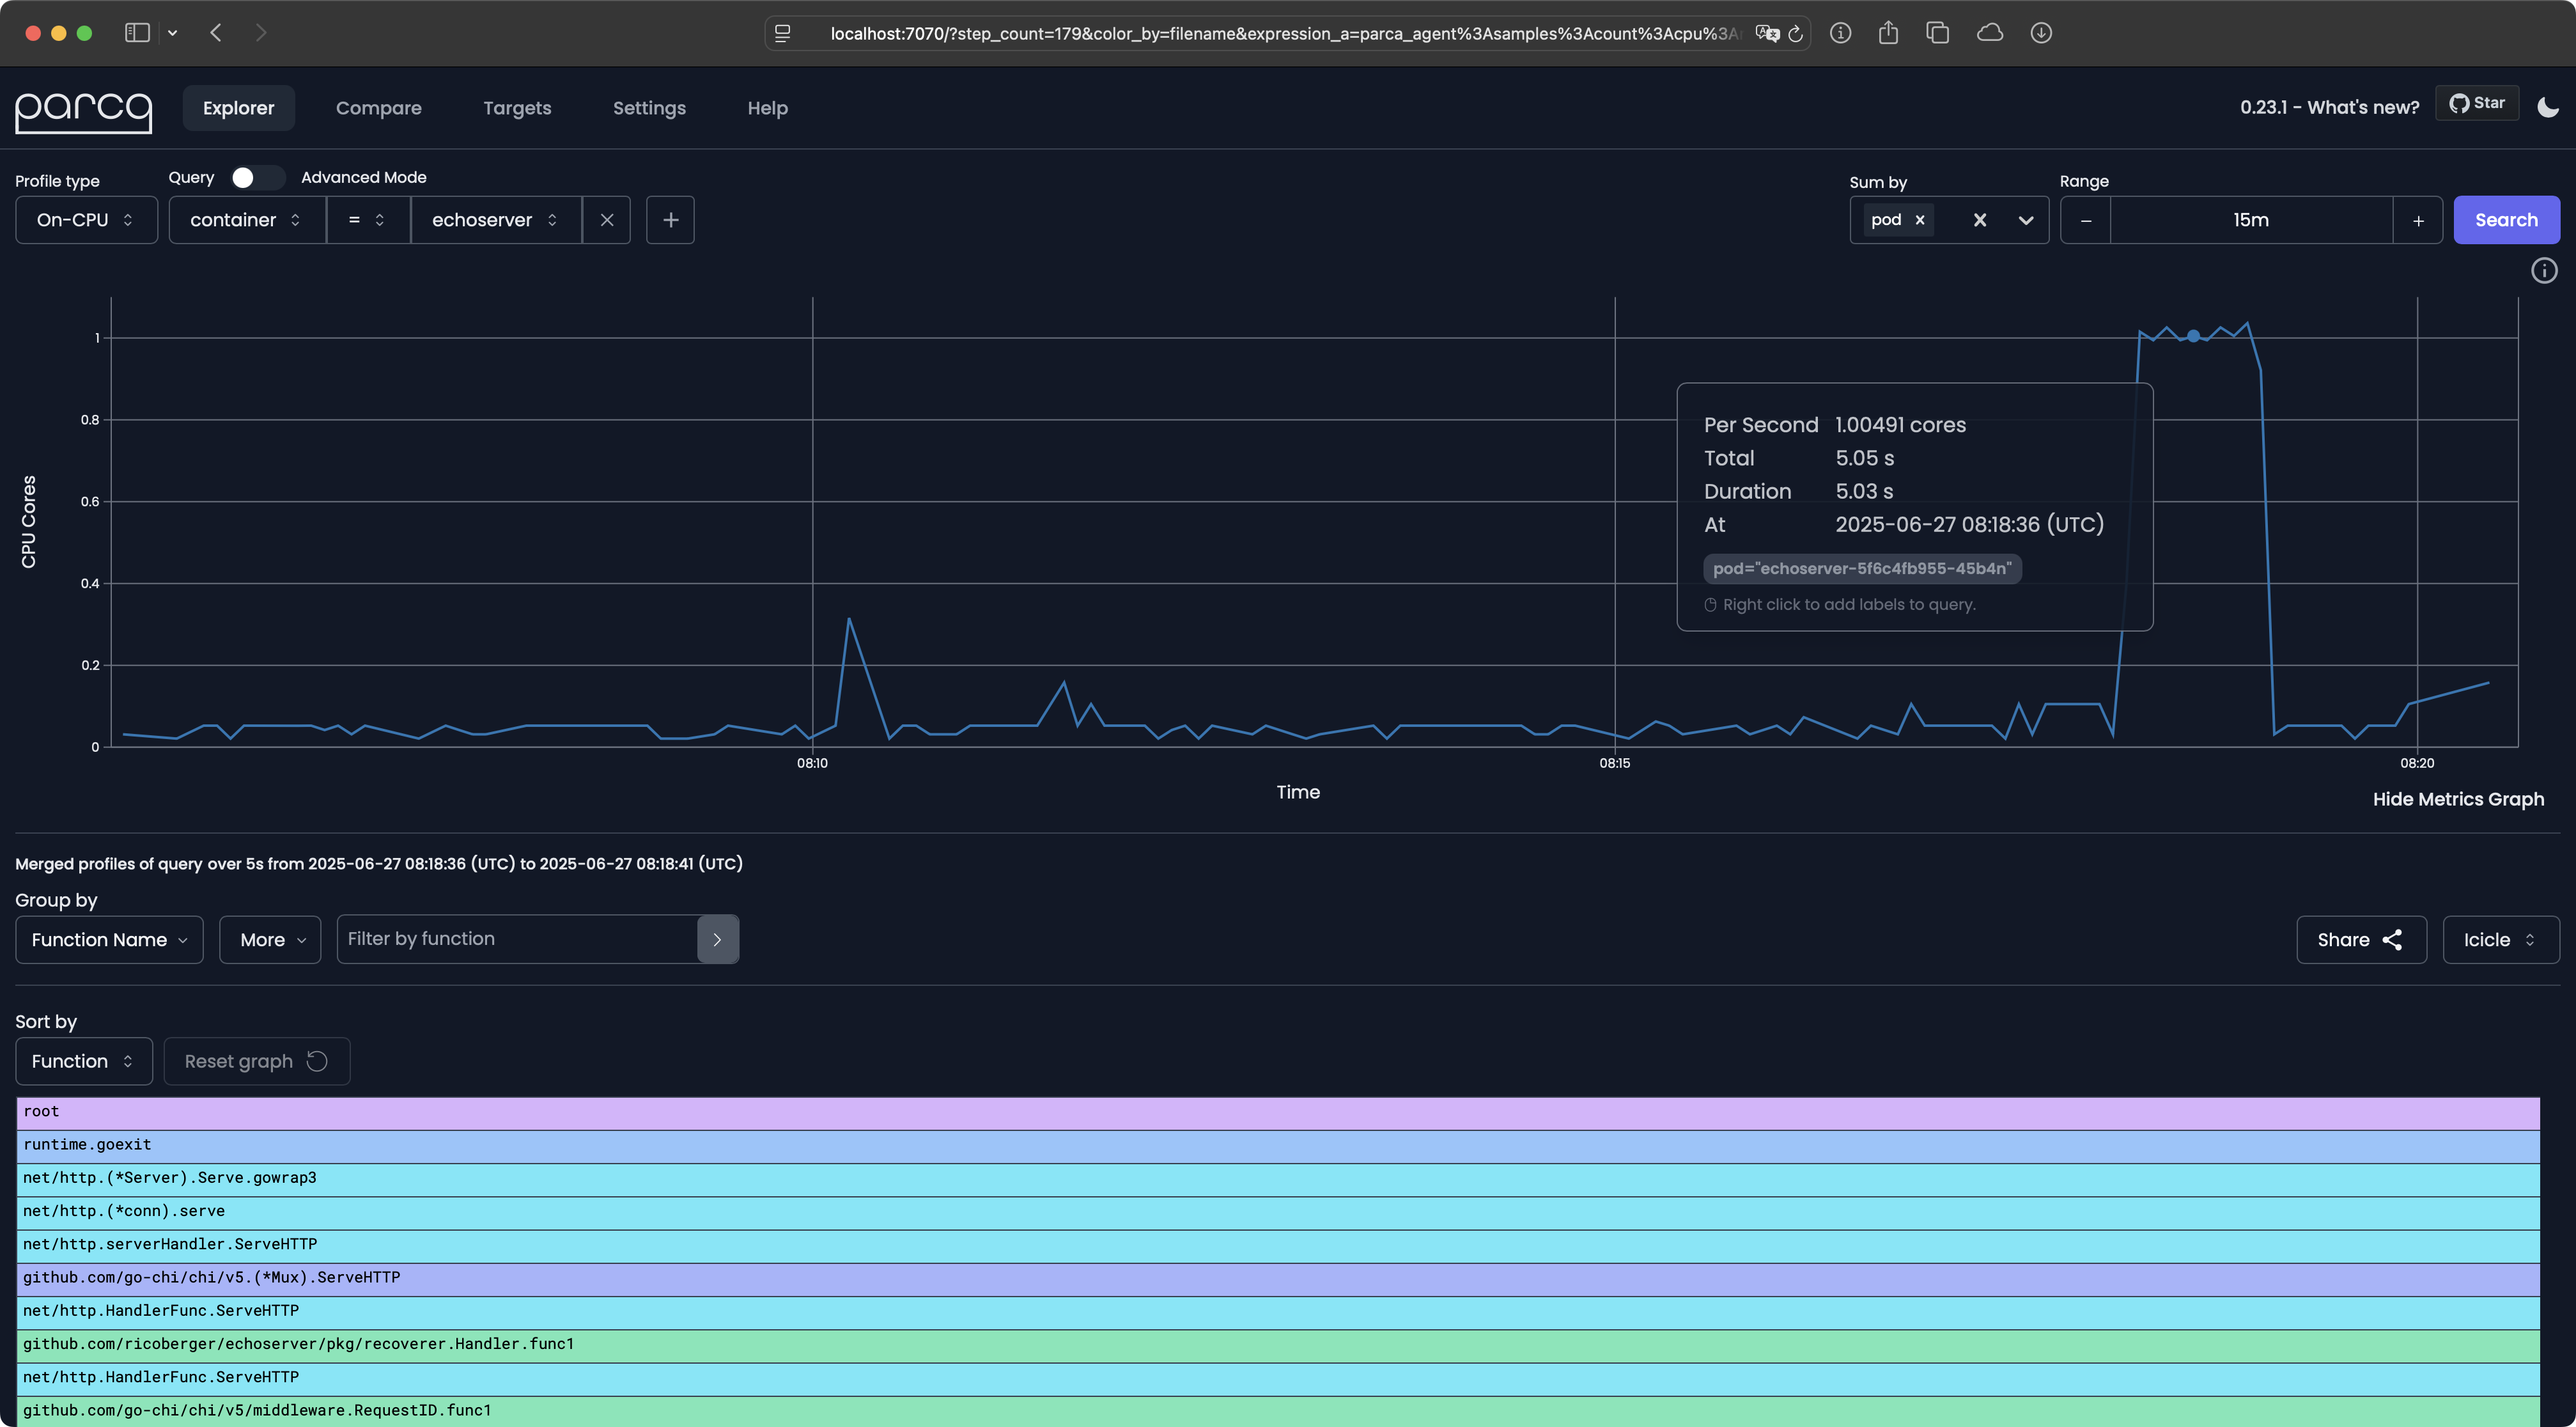 localhost:7070/?step_count=179&color_by=filename&expression_a=parca_agent%3Asamples%3Acount%3Acpu%3A
parca
Explorer
Compare
Targets
Settings
Help
0.23.1 - What's new?
Star
Profile type
Query
Advanced Mode
Sum by
Range
On-CPU
container
=
echoserver
pod
15m
Search
1
0.8
0.6
0.4
0.2
0
CPU Cores
Per Second 1.00491 cores
Total 5.05 s
Duration 5.03 s
At 2025-06-27 08:18:36 (UTC)
pod="echoserver-5f6c4fb955-45b4n"
Right click to add labels to query.
08:10
08:15
08:20
Time
Hide Metrics Graph
Merged profiles of query over 5s from 2025-06-27 08:18:36 (UTC) to 2025-06-27 08:18:41 (UTC)
Group by
Function Name
More
Filter by function
Share
Icicle
Sort by
Function
Reset graph
root
runtime.goexit
net/http.(*Server).Serve.gowrap3
net/http.(*conn).serve
net/http.serverHandler.ServeHTTP
github.com/go-chi/chi/v5.(*Mux).ServeHTTP
net/http.HandlerFunc.ServeHTTP
github.com/ricoberger/echoserver/pkg/recoverer.Handler.func1
net/http.HandlerFunc.ServeHTTP
github.com/go-chi/chi/v5/middleware.RequestID.func1